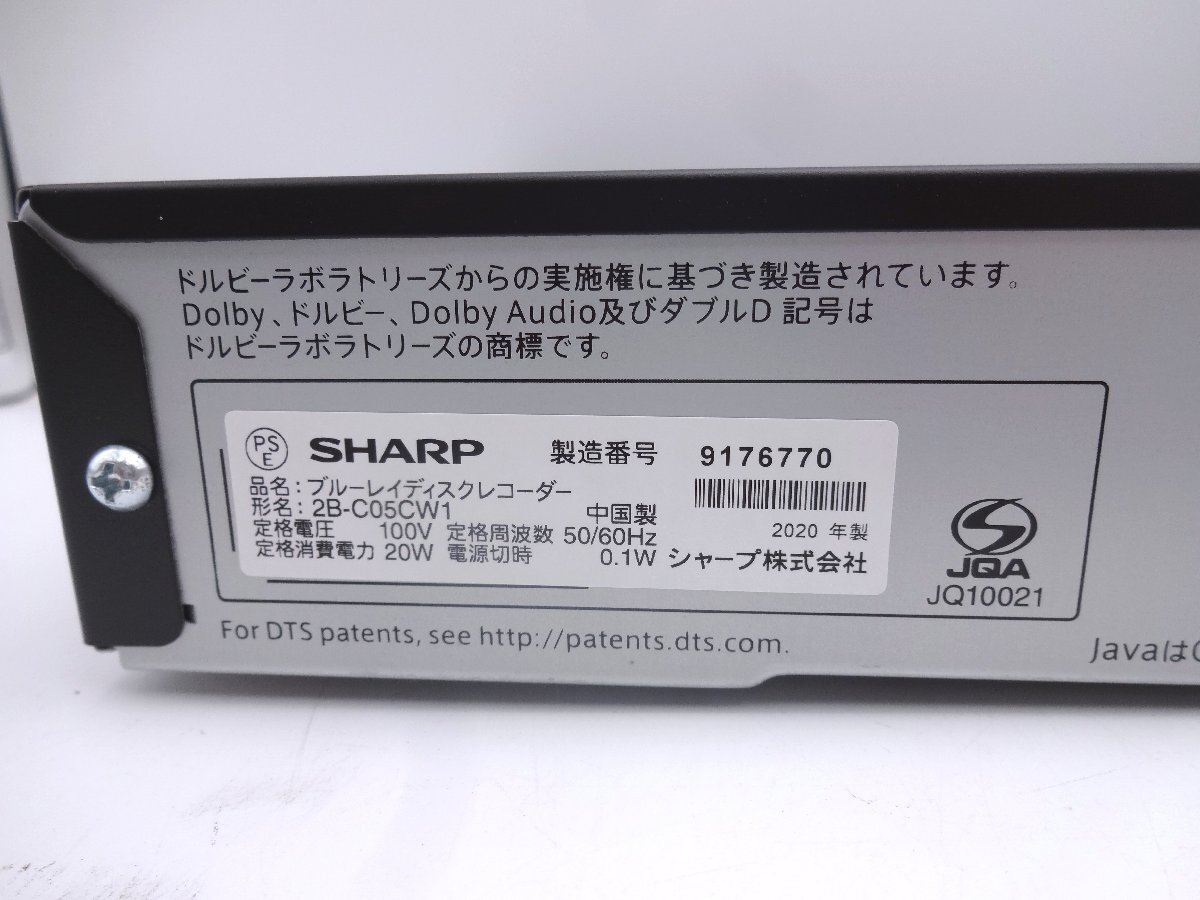 ドルビーラボラトリーズからの実施権に基づき製造されています。
Dolby、ドルビー、Dolby Audio及びダブルD 記号は
ドルビーラボラトリーズの商標です。
PS
E
SHARP 製造番号 9176770
品名：ブルーレイディスクレコーダー
形名：2B-C05CW1 中国製 2020 年製
定格電圧 100V 定格周波数 50/60Hz
定格消費電力 20W 電源切時 0.1W シャープ株式会社
JQA
JQ10021
For DTS patents, see http://patents.dts.com.
Javaは